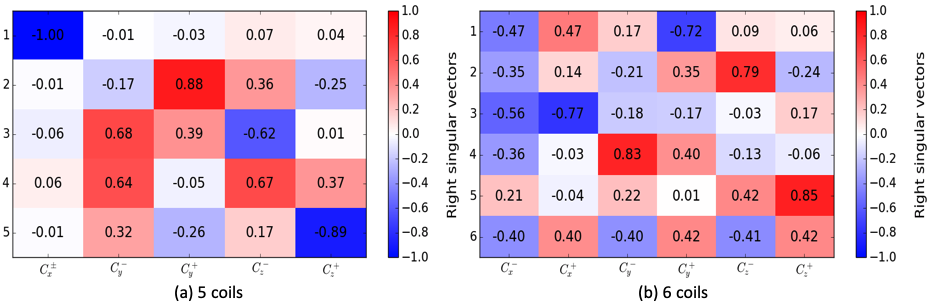 1 -1.00 -0.01 -0.03 0.07 0.04
2 -0.01 -0.17 0.88 0.36 -0.25
3 -0.06 0.68 0.39 -0.62 0.01
4 0.06 0.64 -0.05 0.67 0.37
5 -0.01 0.32 -0.26 0.17 -0.89
C_x^± C_y^- C_y^+ C_z^- C_z^+
1.0
0.8
0.6
0.4
0.2
0.0
−0.2
−0.4
−0.6
−0.8
−1.0
(a) 5 coils
Right singular vectors
1 -0.47 0.47 0.17 -0.72 0.09 0.06
2 -0.35 0.14 -0.21 0.35 0.79 -0.24
3 -0.56 -0.77 -0.18 -0.17 -0.03 0.17
4 -0.36 -0.03 0.83 0.40 -0.13 -0.06
5 0.21 -0.04 0.22 0.01 0.42 0.85
6 -0.40 0.40 -0.40 0.42 -0.41 0.42
C_x^- C_x^+ C_y^- C_y^+ C_z^- C_z^+
1.0
0.8
0.6
0.4
0.2
0.0
−0.2
−0.4
−0.6
−0.8
−1.0
Right singular vectors
(b) 6 coils